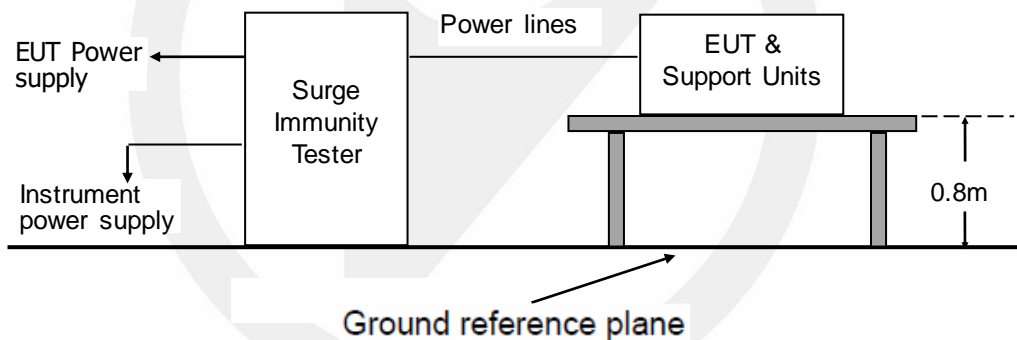 Power lines
EUT Power
supply
EUT &
Support Units
Surge
Immunity
Tester
Instrument
power supply
0.8m
Ground reference plane